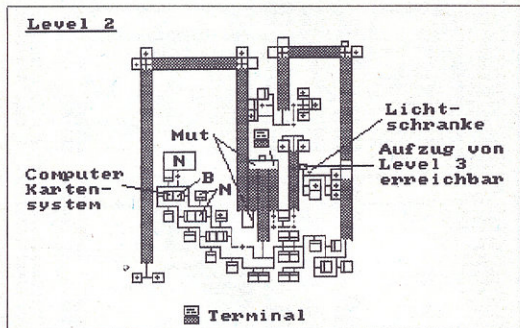 Level 2
Licht-
schranke
Mut
Aufzug von
Level 3
erreichbar
N
Computer
Karten-
system
B
N
Terminal